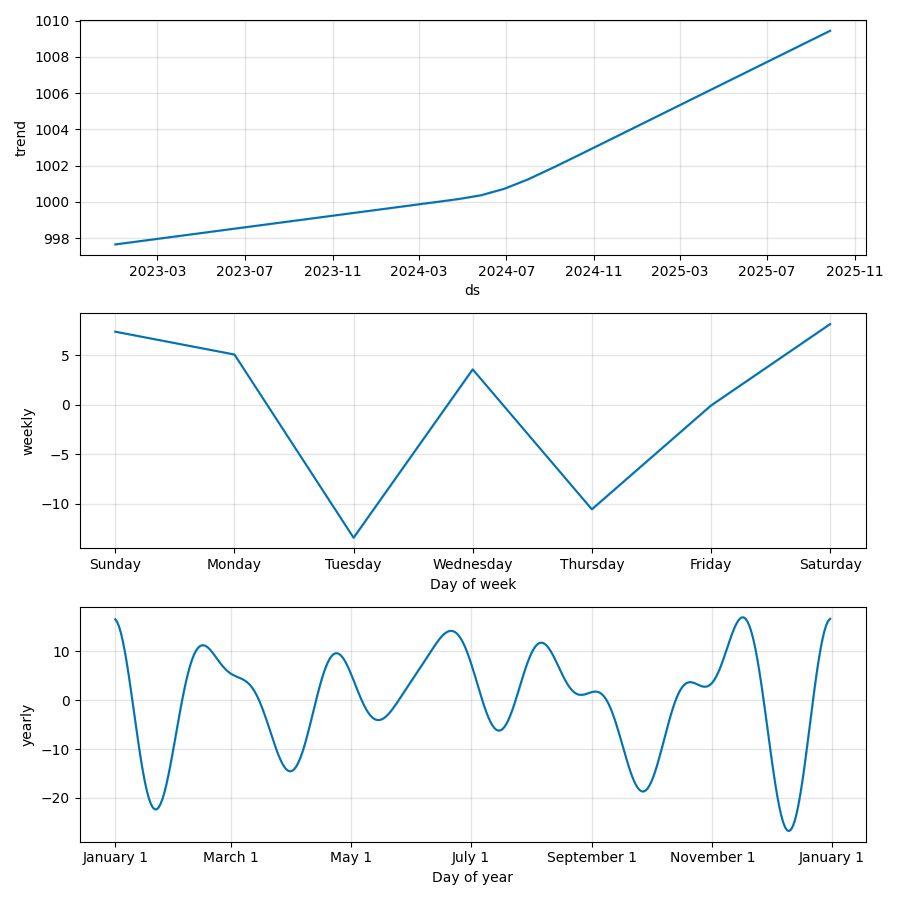 1010
1008
1006
1004
1002
1000
998
trend
2023-03 2023-07 2023-11 2024-03 2024-07 2024-11 2025-03 2025-07 2025-11
ds
5
0
−5
−10
weekly
Sunday Monday Tuesday Wednesday Thursday Friday Saturday
Day of week
10
0
−10
−20
yearly
January 1 March 1 May 1 July 1 September 1 November 1 January 1
Day of year